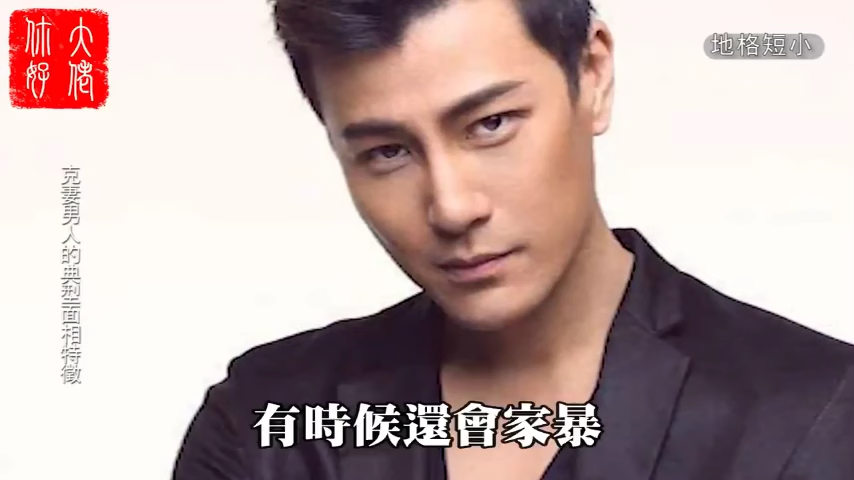 大佬
休好
地格短小
克妻男人的典型面相特徵
有時候還會家暴